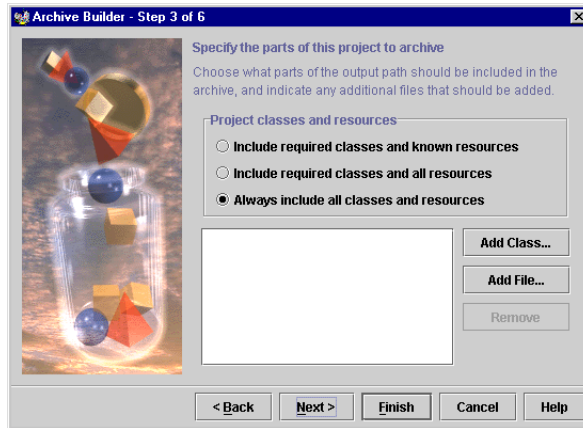 Archive Builder - Step 3 of 6
Specify the parts of this project to archive
Choose what parts of the output path should be included in the
archive, and indicate any additional files that should be added.
Project classes and resources
Include required classes and known resources
Include required classes and all resources
Always include all classes and resources
Add Class...
Add File...
Remove
< Back Next > Finish Cancel Help